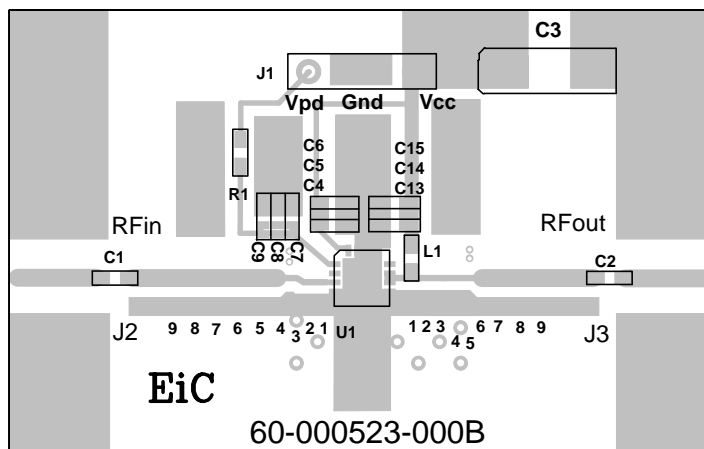 C3
J1
Vpd Gnd Vcc
C6
C5
C4
C15
C14
C13
R1
RFin
RFout
C9 C8 C7
L1
C1
C2
J2
9 8 7 6 5 4 3 2 1
U1
1 2 3 4 5 6 7 8 9
J3
EiC
60-000523-000B